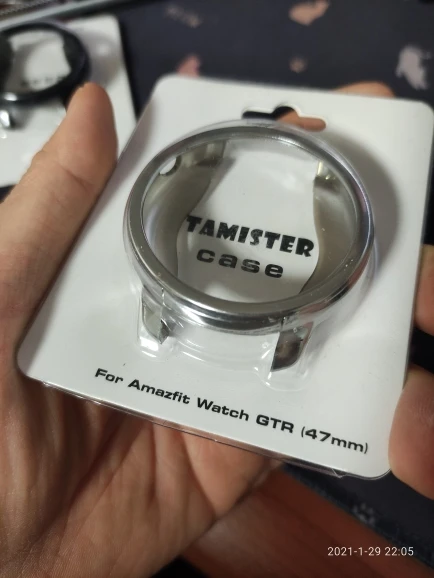 TAMISTER
case
For Amazfit Watch GTR (47mm)
2021-1-29 22:05